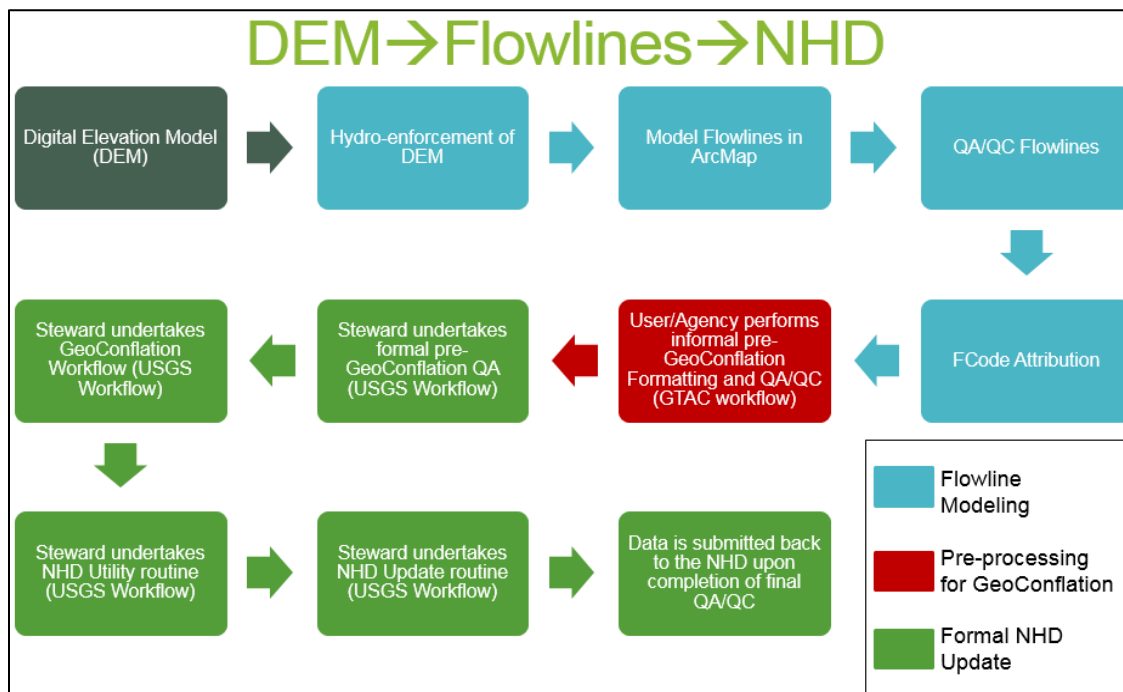 DEM→Flowlines→NHD
Digital Elevation Model
(DEM)
Hydro-enforcement of
DEM
Model Flowlines in
ArcMap
QA/QC Flowlines
FCode Attribution
User/Agency performs
informal pre-
GeoConflation
Formatting and QA/QC
(GTAC workflow)
Steward undertakes
formal pre-
GeoConflation QA
(USGS Workflow)
Steward undertakes
GeoConflation
Workflow (USGS
Workflow)
Steward undertakes
NHD Utility routine
(USGS Workflow)
Steward undertakes
NHD Update routine
(USGS Workflow)
Data is submitted back
to the NHD upon
completion of final
QA/QC
Flowline
Modeling
Pre-processing
for GeoConflation
Formal NHD
Update